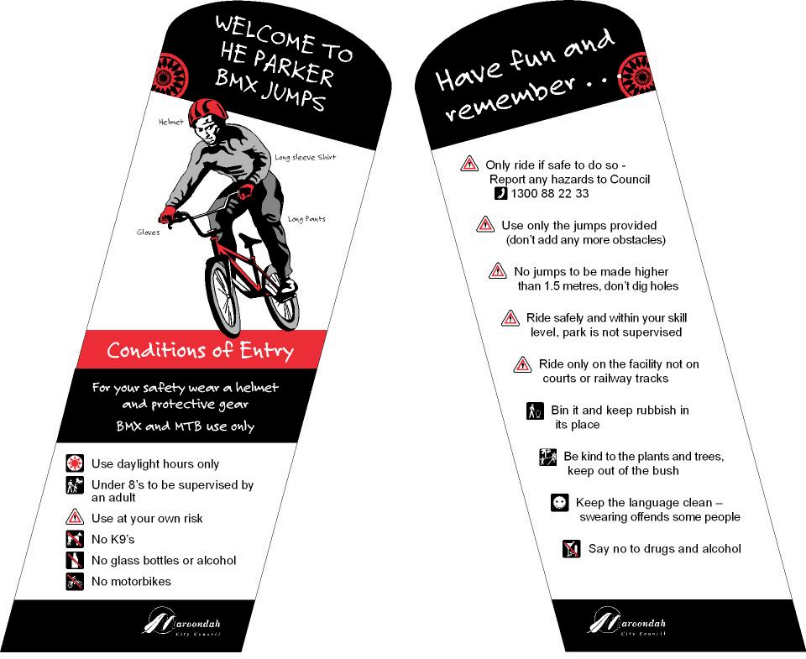 WELCOME TO
HE PARKER
BMX JUMPS
Helmet
Long sleeve Shirt
Long Pants
Gloves
Conditions of Entry
For your safety wear a helmet
and protective gear
BMX and MTB use only
Use daylight hours only
Under 8's to be supervised by
an adult
Use at your own risk
No K9's
No glass bottles or alcohol
No motorbikes
Maroondah
City Council
Have fun and
remember . . .
Only ride if safe to do so -
Report any hazards to Council
1300 88 22 33
Use only the jumps provided
(don't add any more obstacles)
No jumps to be made higher
than 1.5 metres, don't dig holes
Ride safely and within your skill
level, park is not supervised
Ride only on the facility not on
courts or railway tracks
Bin it and keep rubbish in
its place
Be kind to the plants and trees,
keep out of the bush
Keep the language clean –
swearing offends some people
Say no to drugs and alcohol
Maroondah
City Council